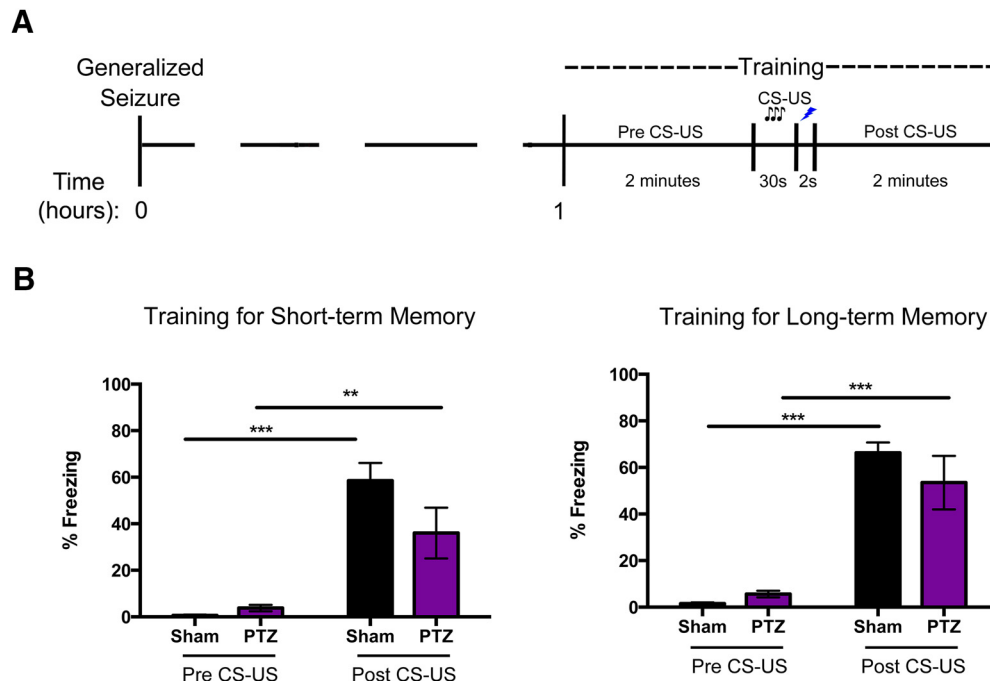 A
Generalized
Seizure
Training
CS-US
Pre CS-US
Post CS-US
2 minutes
30s
2s
2 minutes
Time
(hours): 0
1
B
Training for Short-term Memory
% Freezing
100
80
60
40
20
0
***
**
Sham PTZ Sham PTZ
Pre CS-US Post CS-US
Training for Long-term Memory
% Freezing
100
80
60
40
20
0
***
***
Sham PTZ Sham PTZ
Pre CS-US Post CS-US